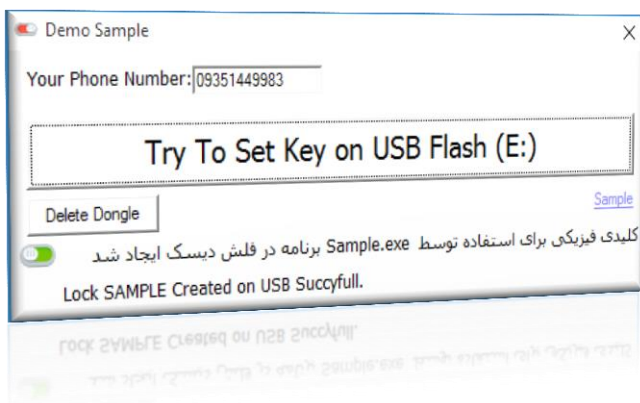 Demo Sample
Your Phone Number: 09351449983
Try To Set Key on USB Flash (E:)
Delete Dongle
Sample
کلیدی فیزیکی برای استفاده توسط Sample.exe برنامه در فلش دیسک ایجاد شد
Lock SAMPLE Created on USB Succyfull.